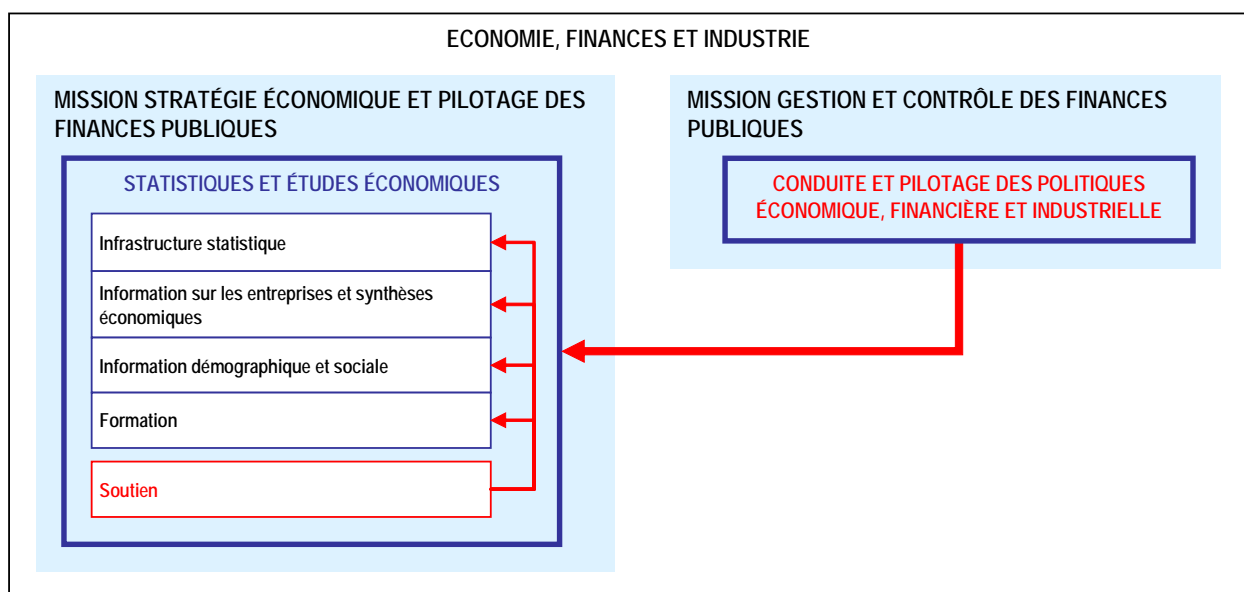 ECONOMIE, FINANCES ET INDUSTRIE
MISSION STRATÉGIE ÉCONOMIQUE ET PILOTAGE DES
FINANCES PUBLIQUES
STATISTIQUES ET ÉTUDES ÉCONOMIQUES
Infrastructure statistique
Information sur les entreprises et synthèses
économiques
Information démographique et sociale
Formation
Soutien
MISSION GESTION ET CONTRÔLE DES FINANCES
PUBLIQUES
CONDUITE ET PILOTAGE DES POLITIQUES
ÉCONOMIQUE, FINANCIÈRE ET INDUSTRIELLE